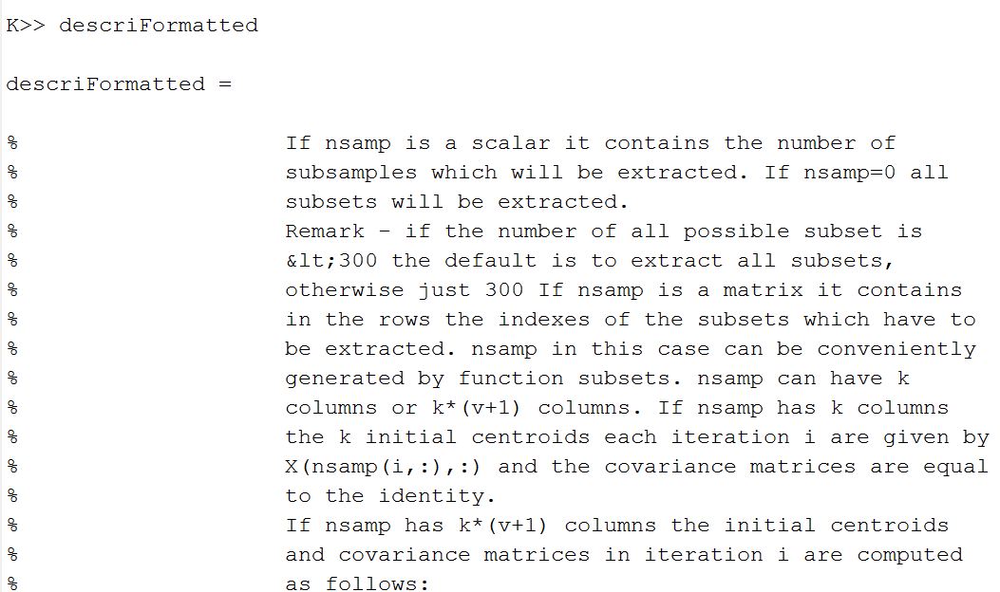 K>> descriFormatted
descriFormatted =
% If nsamp is a scalar it contains the number of
% subsamples which will be extracted. If nsamp=0 all
% subsets will be extracted.
% Remark - if the number of all possible subset is
% &lt;300 the default is to extract all subsets,
% otherwise just 300 If nsamp is a matrix it contains
% in the rows the indexes of the subsets which have to
% be extracted. nsamp in this case can be conveniently
% generated by function subsets. nsamp can have k
% columns or k*(v+1) columns. If nsamp has k columns
% the k initial centroids each iteration i are given by
% X(nsamp(i,:),:) and the covariance matrices are equal
% to the identity.
% If nsamp has k*(v+1) columns the initial centroids
% and covariance matrices in iteration i are computed
% as follows: